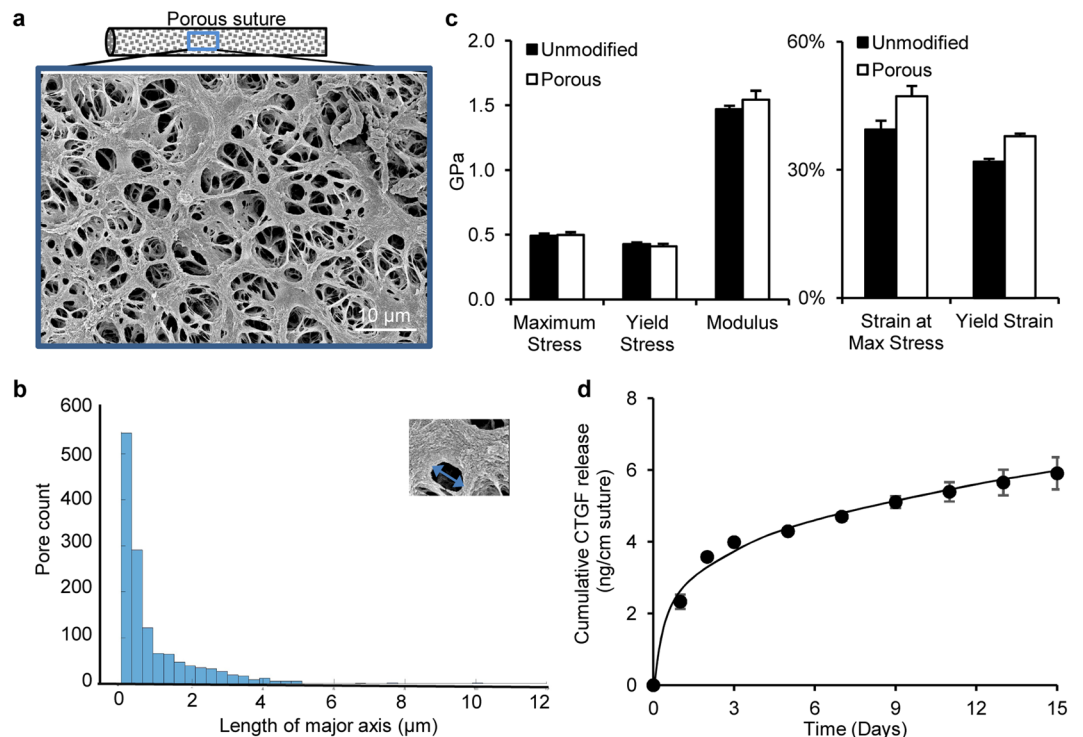 a
Porous suture
10 µm
b
600
500
400
300
200
100
0
Pore count
0 2 4 6 8 10 12
Length of major axis (µm)
c
2.0
1.5
1.0
0.5
0.0
GPa
Unmodified
Porous
Maximum Stress
Yield Stress
Modulus
60%
30%
0%
Unmodified
Porous
Strain at Max Stress
Yield Strain
d
Cumulative CTGF release
(ng/cm suture)
8
6
4
2
0
0 3 6 9 12 15
Time (Days)